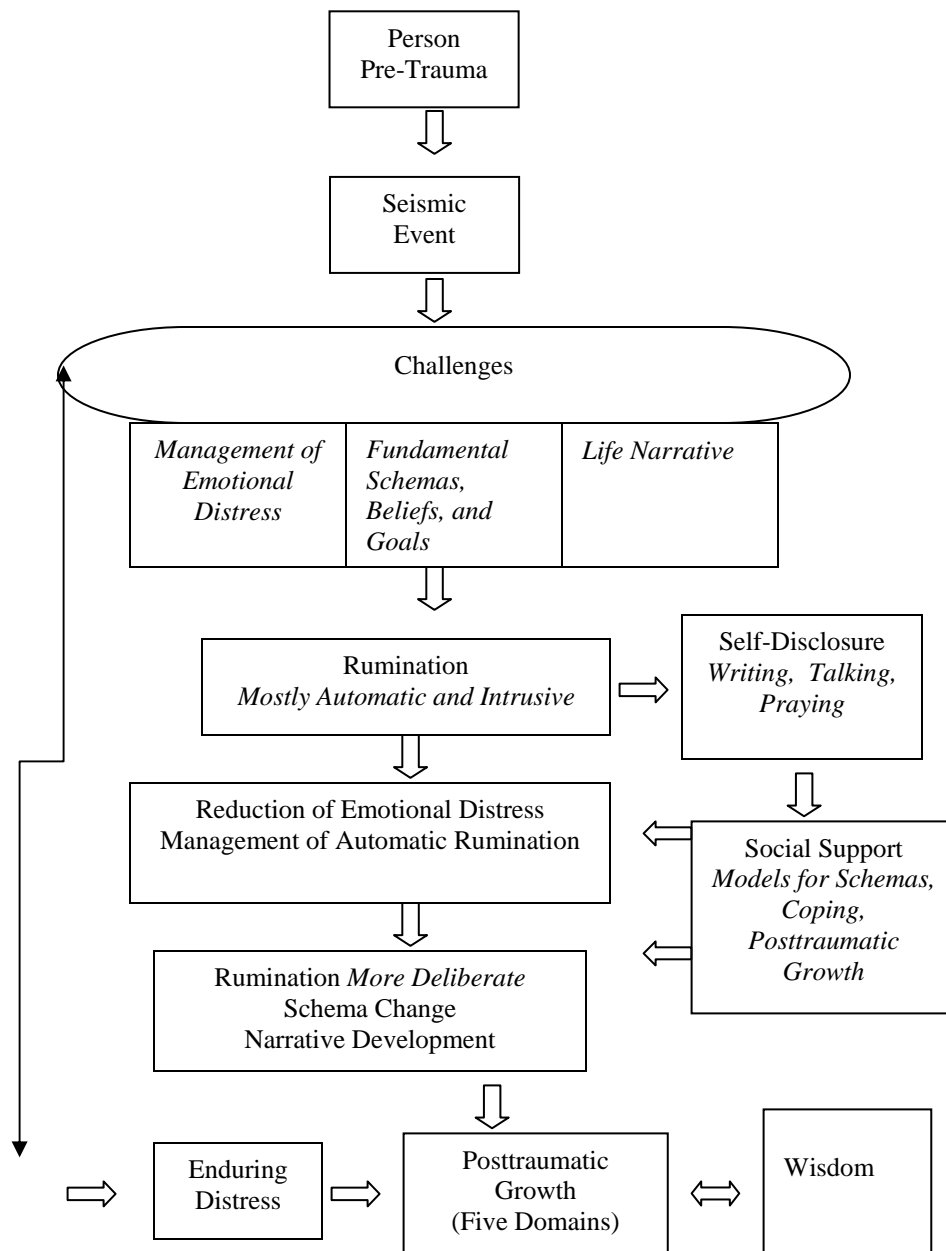 Person
Pre-Trauma
Seismic
Event
Challenges
Management of
Emotional
Distress
Fundamental
Schemas,
Beliefs, and
Goals
Life Narrative
Rumination
Mostly Automatic and Intrusive
Self-Disclosure
Writing, Talking,
Praying
Reduction of Emotional Distress
Management of Automatic Rumination
Social Support
Models for Schemas,
Coping,
Posttraumatic
Growth
Rumination More Deliberate
Schema Change
Narrative Development
Enduring
Distress
Posttraumatic
Growth
(Five Domains)
Wisdom